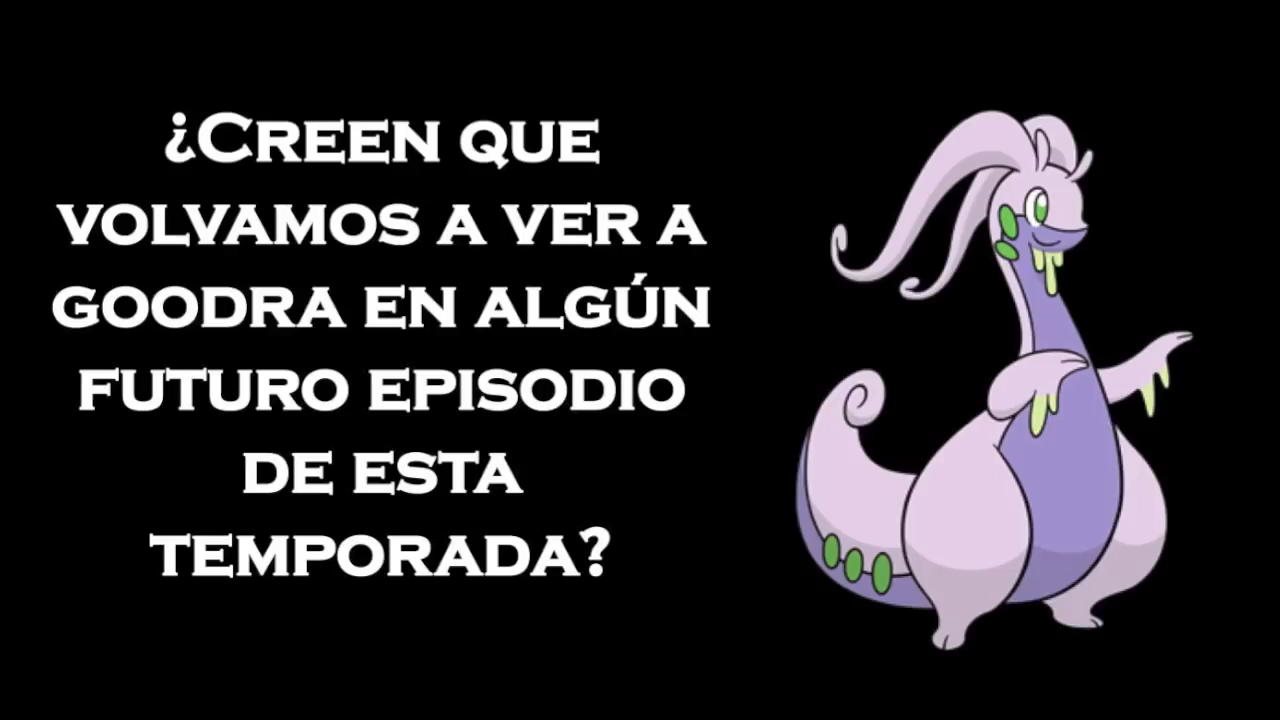 ¿Creen que
volvamos a ver a
goodra en algún
futuro episodio
de esta
temporada?